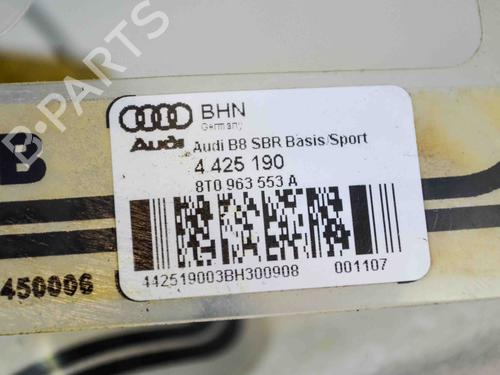 B-PARTS
BHN
Germany
Audi
Audi B8 SBR Basis/Sport
4.425 190
8T0 963 553 A
442519003BH300908
001107
B
450006